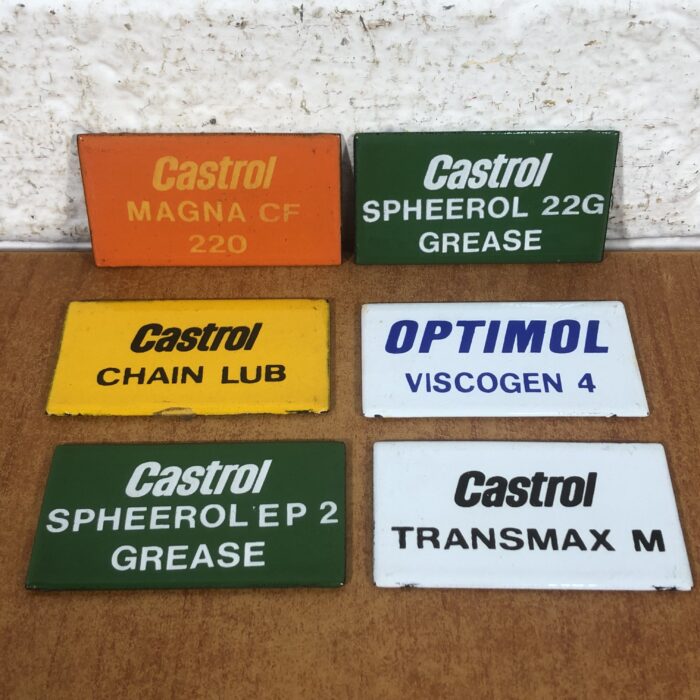 Castrol
MAGNA CF
220
Castrol
SPHEEROL 22G
GREASE
Castrol
CHAIN LUB
OPTIMOL
VISCOGEN 4
Castrol
SPHEEROL EP 2
GREASE
Castrol
TRANSMAX M